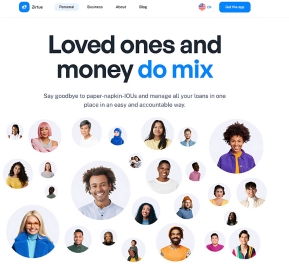 Zirtue Personal Business About Blog EN Get the app
Loved ones and
money do mix
Say goodbye to paper-napkin-IOUs and manage all your loans in one
place in an easy and accountable way.